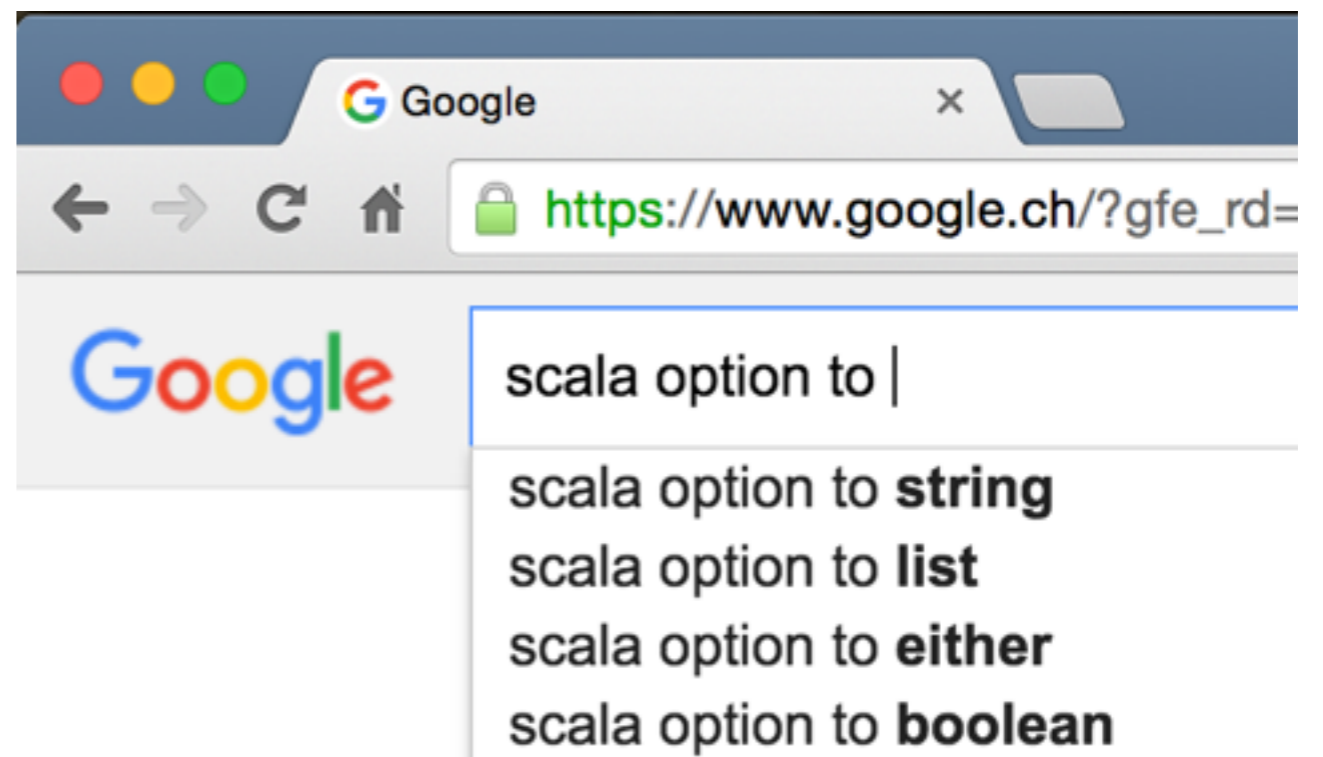 Google
https://www.google.ch/?gfe_rd=
Google
scala option to
scala option to string
scala option to list
scala option to either
scala option to boolean